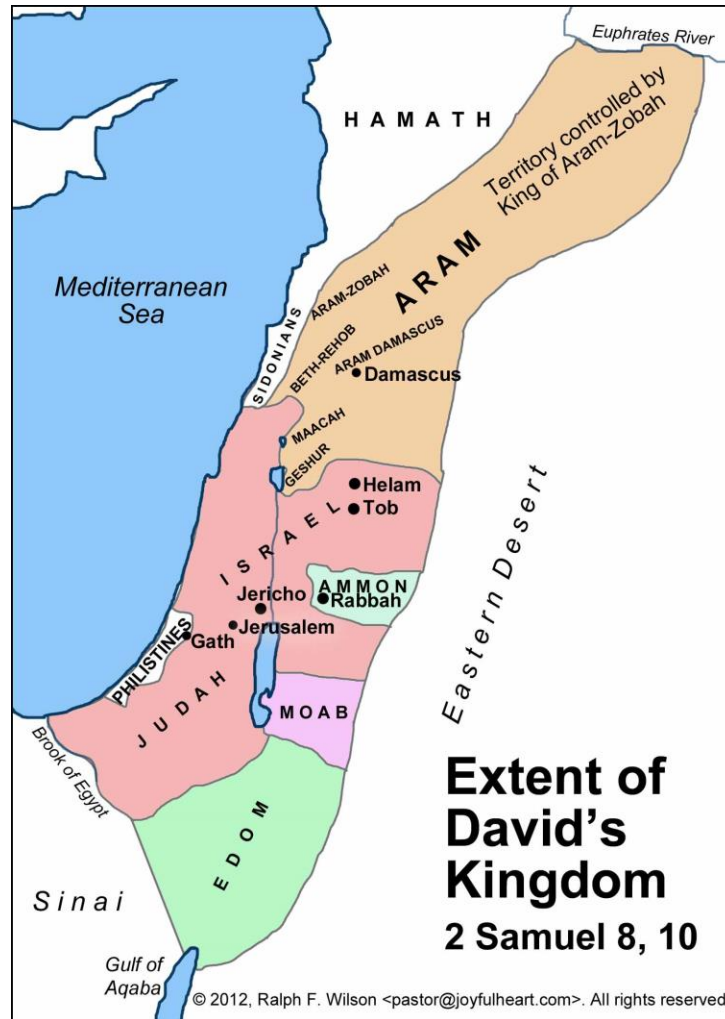 Euphrates River
HAMATH
Territory controlled by
King of Aram-Zobah
ARAM
Mediterranean
Sea
ARAM-ZOBAH
SIDONIANS
BETH-REHOB
ARAM DAMASCUS
Damascus
MAACAH
GESHUR
Helam
Tob
ISRAEL
AMMON
Rabbah
Jericho
Jerusalem
Gath
PHILISTINES
JUDAH
MOAB
Eastern Desert
Brook of Egypt
EDOM
Extent of
David's
Kingdom
2 Samuel 8, 10
Sinai
Gulf of
Aqaba
© 2012, Ralph F. Wilson <pastor@joyfulheart.com>. All rights reserved